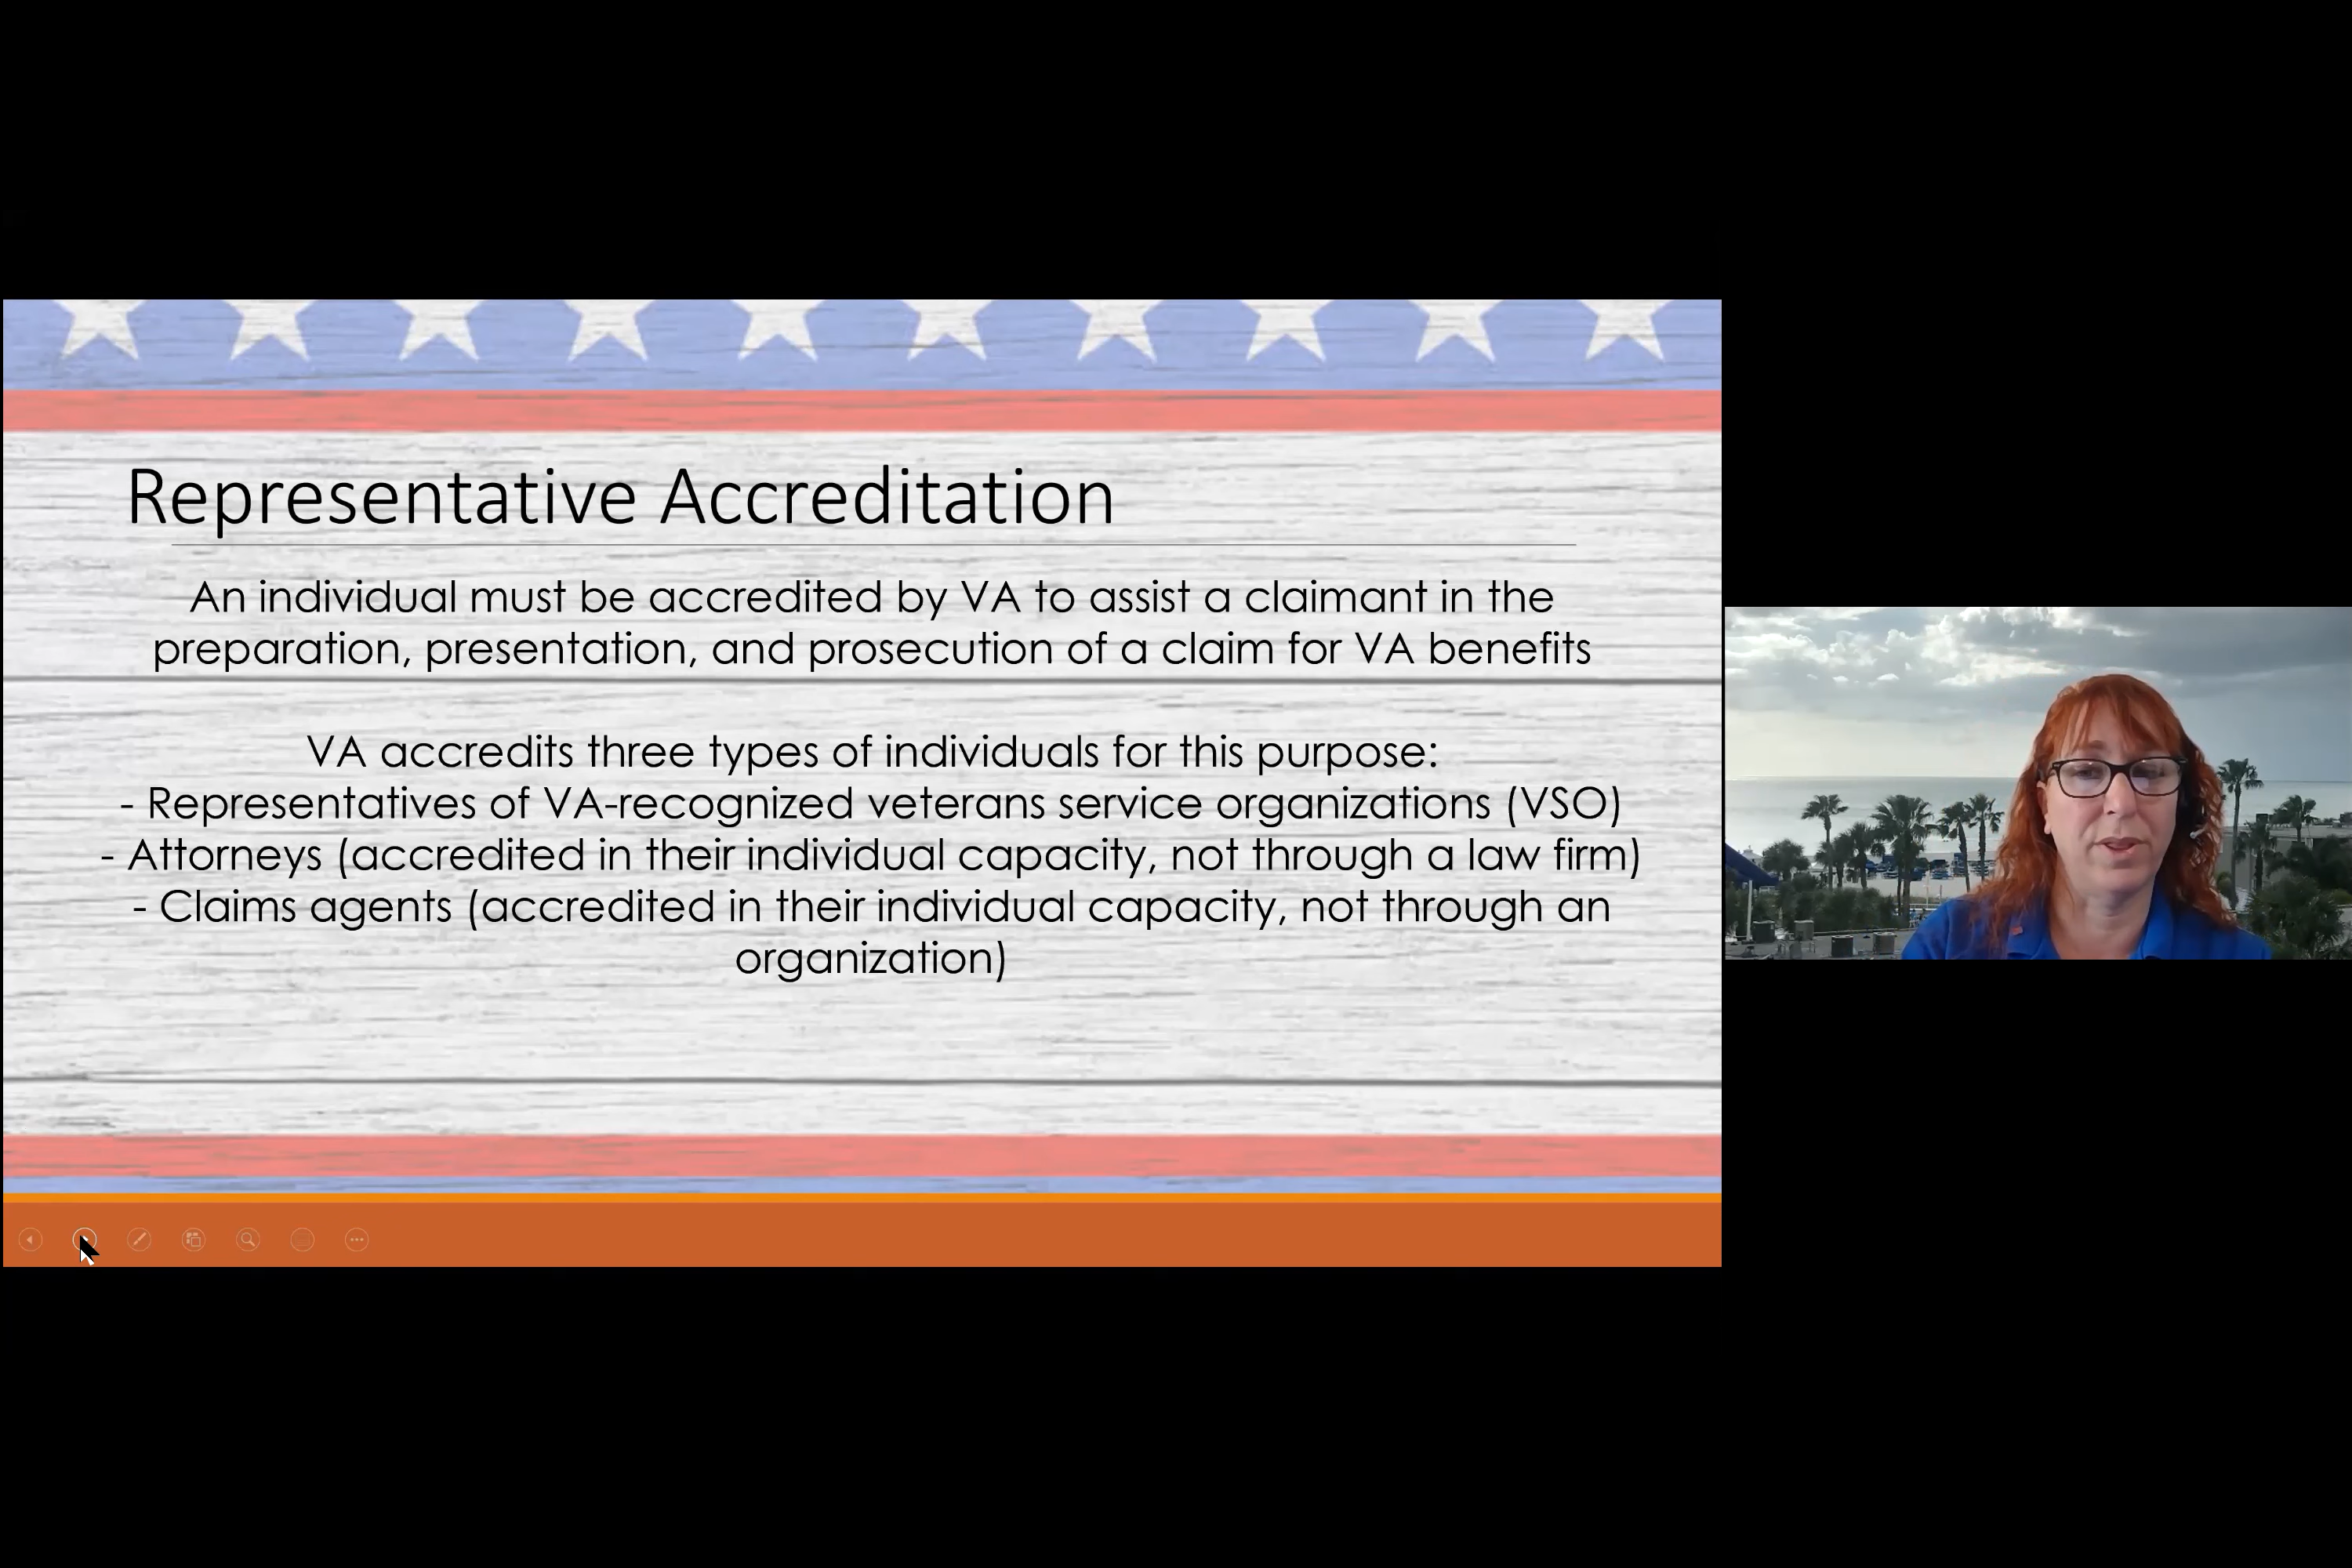 Representative Accreditation
An individual must be accredited by VA to assist a claimant in the
preparation, presentation, and prosecution of a claim for VA benefits
VA accredits three types of individuals for this purpose:
- Representatives of VA-recognized veterans service organizations (VSO)
- Attorneys (accredited in their individual capacity, not through a law firm)
- Claims agents (accredited in their individual capacity, not through an
organization)